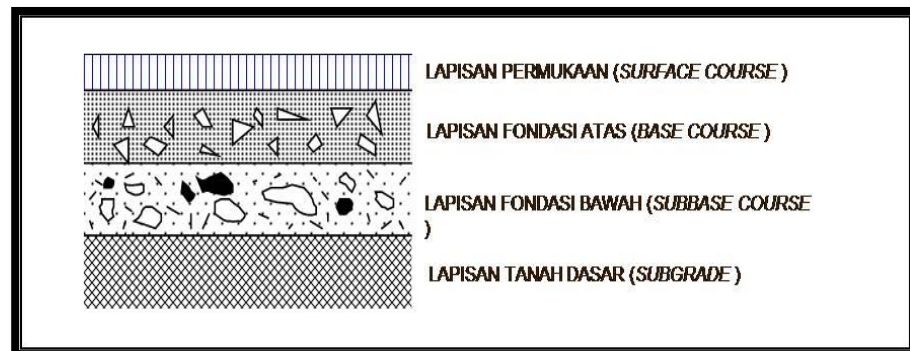 LAPISAN PERMUKAAN (SURFACE COURSE )
LAPISAN FONDASI ATAS (BASE COURSE )
LAPISAN FONDASI BAWAH (SUBBASE COURSE
)
LAPISAN TANAH DASAR (SUBGRADE )